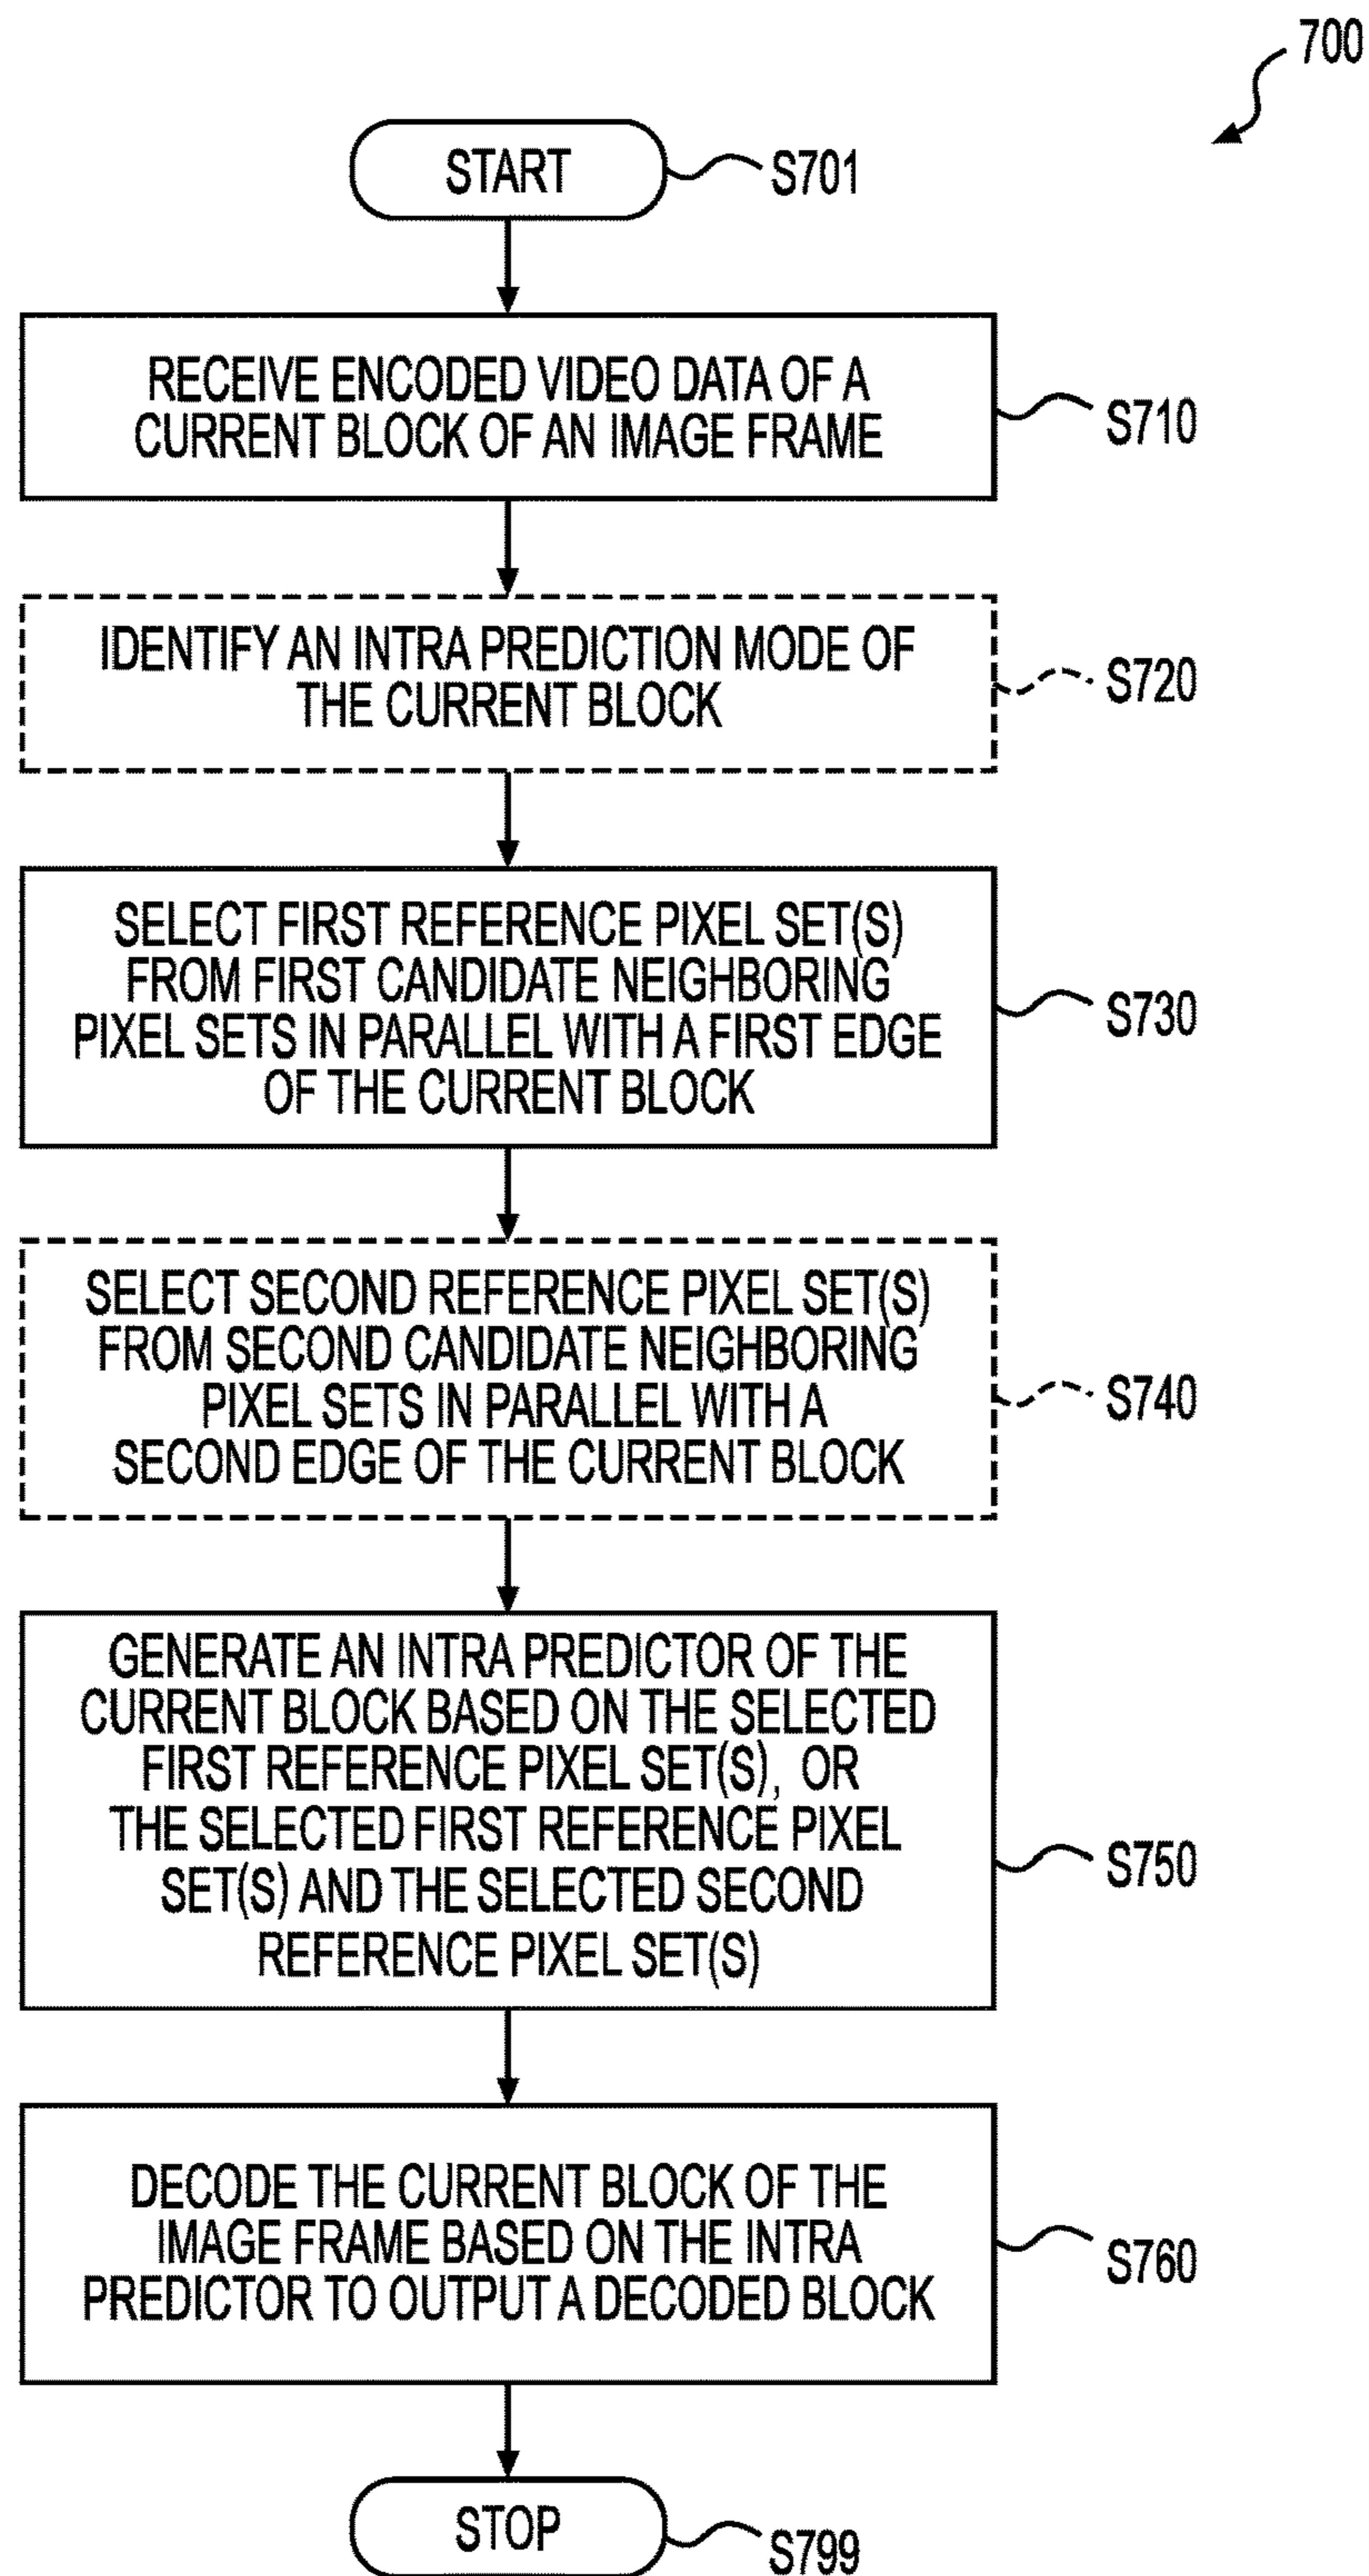 700
START
S701
RECEIVE ENCODED VIDEO DATA OF A
CURRENT BLOCK OF AN IMAGE FRAME
S710
IDENTIFY AN INTRA PREDICTION MODE OF
THE CURRENT BLOCK
S720
SELECT FIRST REFERENCE PIXEL SET(S)
FROM FIRST CANDIDATE NEIGHBORING
PIXEL SETS IN PARALLEL WITH A FIRST EDGE
OF THE CURRENT BLOCK
S730
SELECT SECOND REFERENCE PIXEL SET(S)
FROM SECOND CANDIDATE NEIGHBORING
PIXEL SETS IN PARALLEL WITH A
SECOND EDGE OF THE CURRENT BLOCK
S740
GENERATE AN INTRA PREDICTOR OF THE
CURRENT BLOCK BASED ON THE SELECTED
FIRST REFERENCE PIXEL SET(S), OR
THE SELECTED FIRST REFERENCE PIXEL
SET(S) AND THE SELECTED SECOND
REFERENCE PIXEL SET(S)
S750
DECODE THE CURRENT BLOCK OF THE
IMAGE FRAME BASED ON THE INTRA
PREDICTOR TO OUTPUT A DECODED BLOCK
S760
STOP
S799